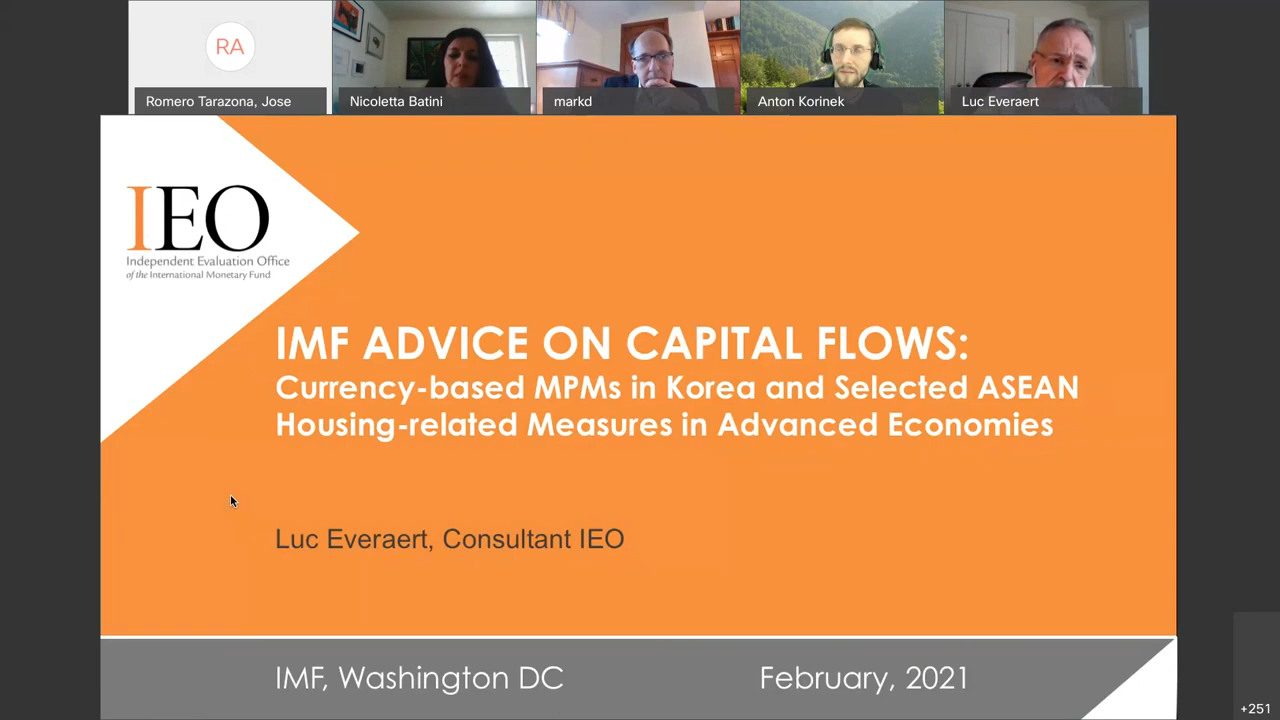 RA
Romero Tarazona, Jose
Nicoletta Batini
markd
Anton Korinek
Luc Everaert
IEO
Independent Evaluation Office
of the International Monetary Fund
IMF ADVICE ON CAPITAL FLOWS:
Currency-based MPMs in Korea and Selected ASEAN
Housing-related Measures in Advanced Economies
Luc Everaert, Consultant IEO
IMF, Washington DC
February, 2021
+251